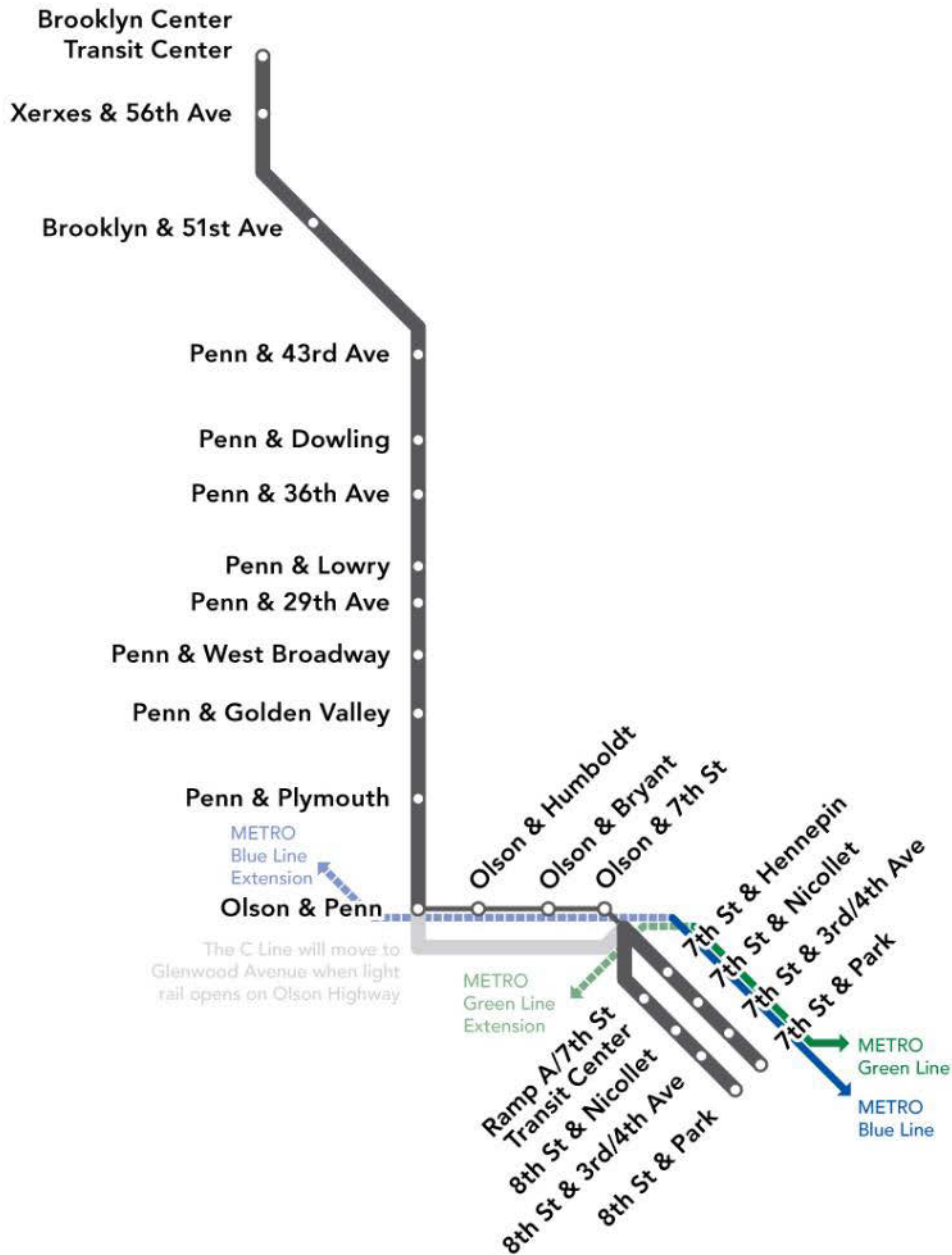 Brooklyn Center
Transit Center
Xerxes & 56th Ave
Brooklyn & 51st Ave
Penn & 43rd Ave
Penn & Dowling
Penn & 36th Ave
Penn & Lowry
Penn & 29th Ave
Penn & West Broadway
Penn & Golden Valley
Penn & Plymouth
METRO
Blue Line
Extension
Olson & Penn
Olson & Humboldt
Olson & Bryant
Olson & 7th St
7th St & Hennepin
7th St & Nicollet
7th St & 3rd/4th Ave
7th St & Park
The C Line will move to
Glenwood Avenue when light
rail opens on Olson Highway
METRO
Green Line
Extension
Ramp A/7th St
Transit Center
8th St & Nicollet
8th St & 3rd/4th Ave
8th St & Park
METRO
Green Line
METRO
Blue Line